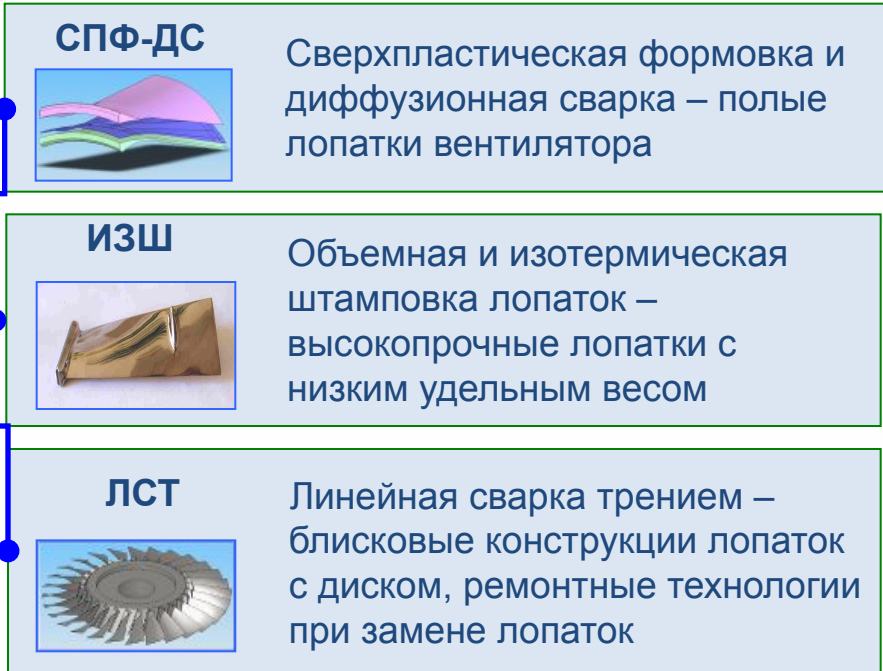 СПФ-ДС
Сверхпластическая формовка и
диффузионная сварка – полые
лопатки вентилятора
ИЗШ
Объемная и изотермическая
штамповка лопаток –
высокопрочные лопатки с
низким удельным весом
ЛСТ
Линейная сварка трением –
блисковые конструкции лопаток
с диском, ремонтные технологии
при замене лопаток